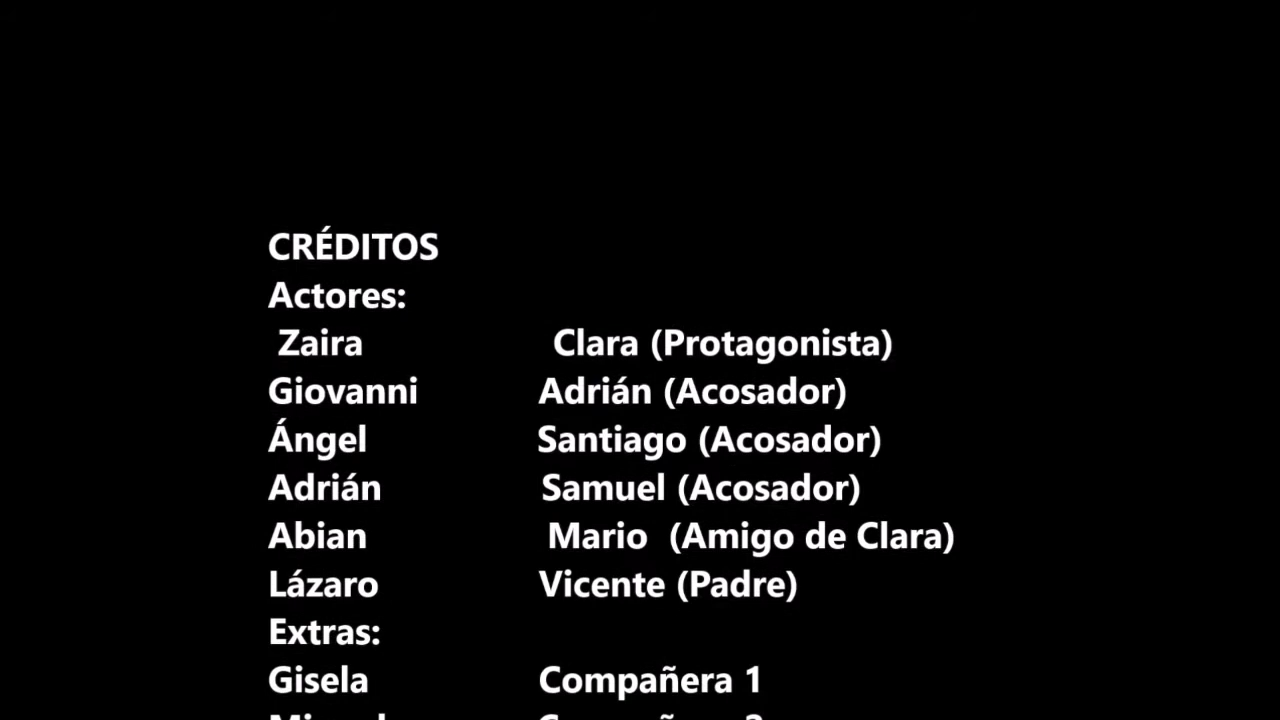 CRÉDITOS
Actores:
Zaira Clara (Protagonista)
Giovanni Adrián (Acosador)
Ángel Santiago (Acosador)
Adrián Samuel (Acosador)
Abian Mario (Amigo de Clara)
Lázaro Vicente (Padre)
Extras:
Gisela Compañera 1